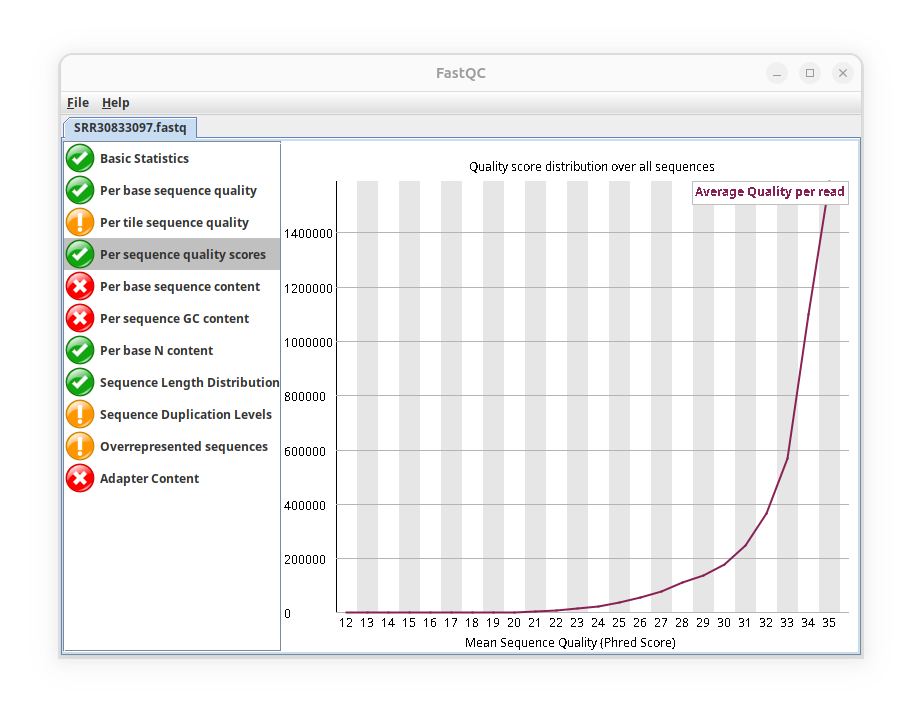 FastQC
File Help
SRR30833097.fastq
Basic Statistics
Per base sequence quality
Per tile sequence quality
Per sequence quality scores
Per base sequence content
Per sequence GC content
Per base N content
Sequence Length Distribution
Sequence Duplication Levels
Overrepresented sequences
Adapter Content
Quality score distribution over all sequences
Average Quality per read
1400000
1200000
1000000
800000
600000
400000
200000
0
12 13 14 15 16 17 18 19 20 21 22 23 24 25 26 27 28 29 30 31 32 33 34 35
Mean Sequence Quality (Phred Score)